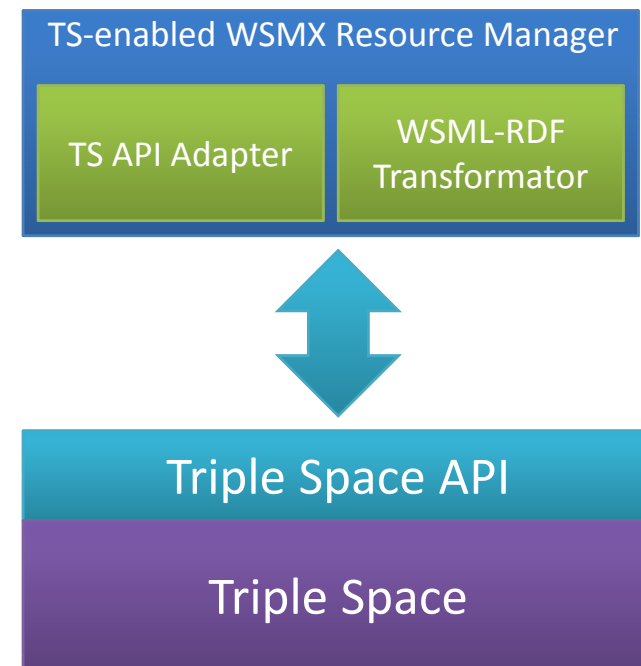 TS-enabled WSMX Resource Manager
TS API Adapter
WSML-RDF
Transformator
Triple Space API
Triple Space